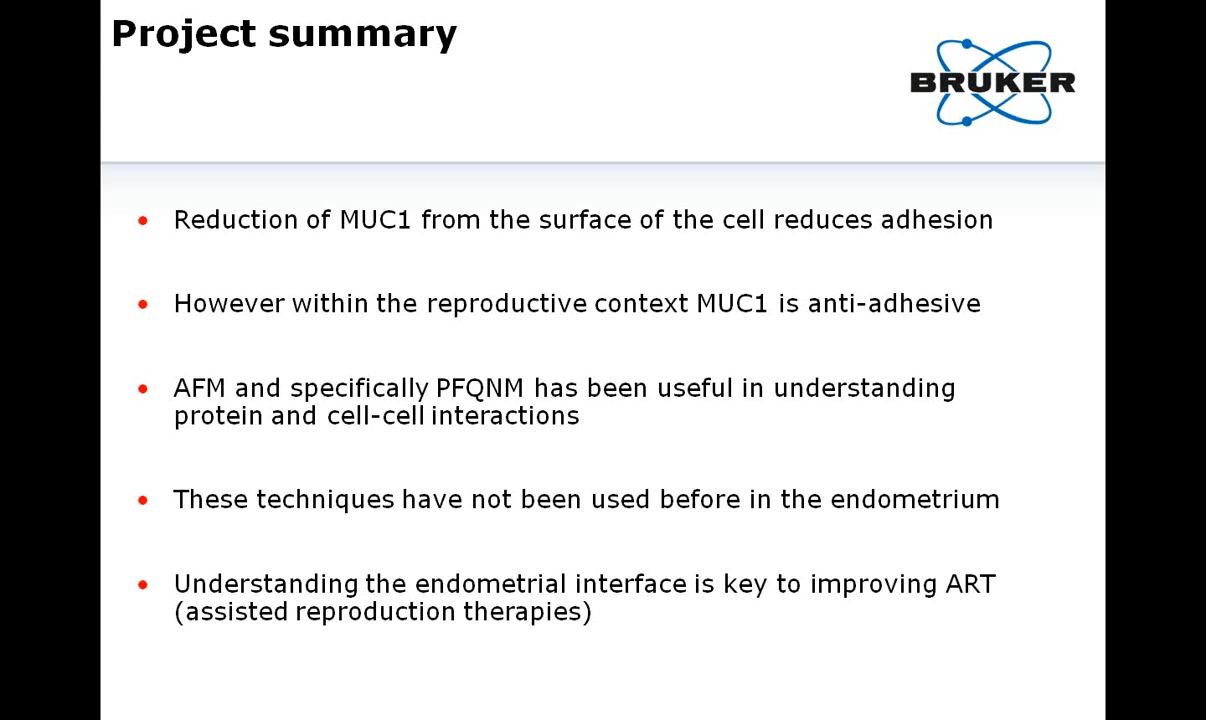 Project summary
BRUKER
• Reduction of MUC1 from the surface of the cell reduces adhesion
• However within the reproductive context MUC1 is anti-adhesive
• AFM and specifically PFQNM has been useful in understanding
protein and cell-cell interactions
• These techniques have not been used before in the endometrium
• Understanding the endometrial interface is key to improving ART
(assisted reproduction therapies)